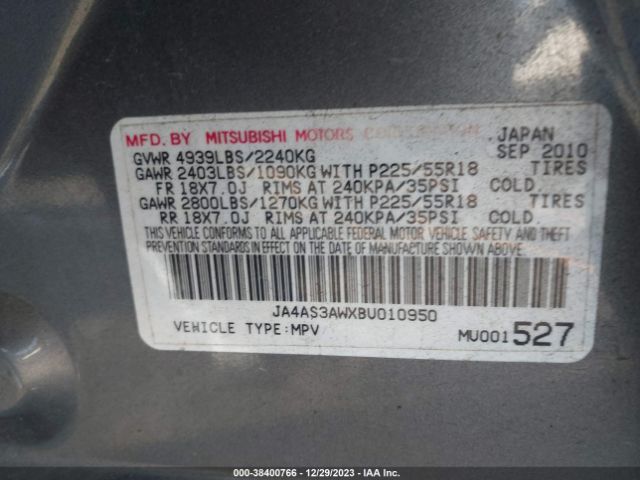 MFD. BY MITSUBISHI MOTORS CORPORATION, JAPAN
GVWR 4939LBS/2240KG SEP 2010
GAWR 2403LBS/1090KG WITH P225/55R18 TIRES
FR 18X7.0J RIMS AT 240KPA/35PSI COLD.
GAWR 2800LBS/1270KG WITH P225/55R18 TIRES
RR 18X7.0J RIMS AT 240KPA/35PSI COLD.
THIS VEHICLE CONFORMS TO ALL APPLICABLE FEDERAL MOTOR VEHICLE SAFETY AND THEFT
PREVENTION STANDARDS IN EFFECT ON THE DATE OF MANUFACTURE SHOWN ABOVE.
JA4AS3AWXBU010950
VEHICLE TYPE:MPV MU001527
000-38400766 - 12/29/2023 - IAAI.com